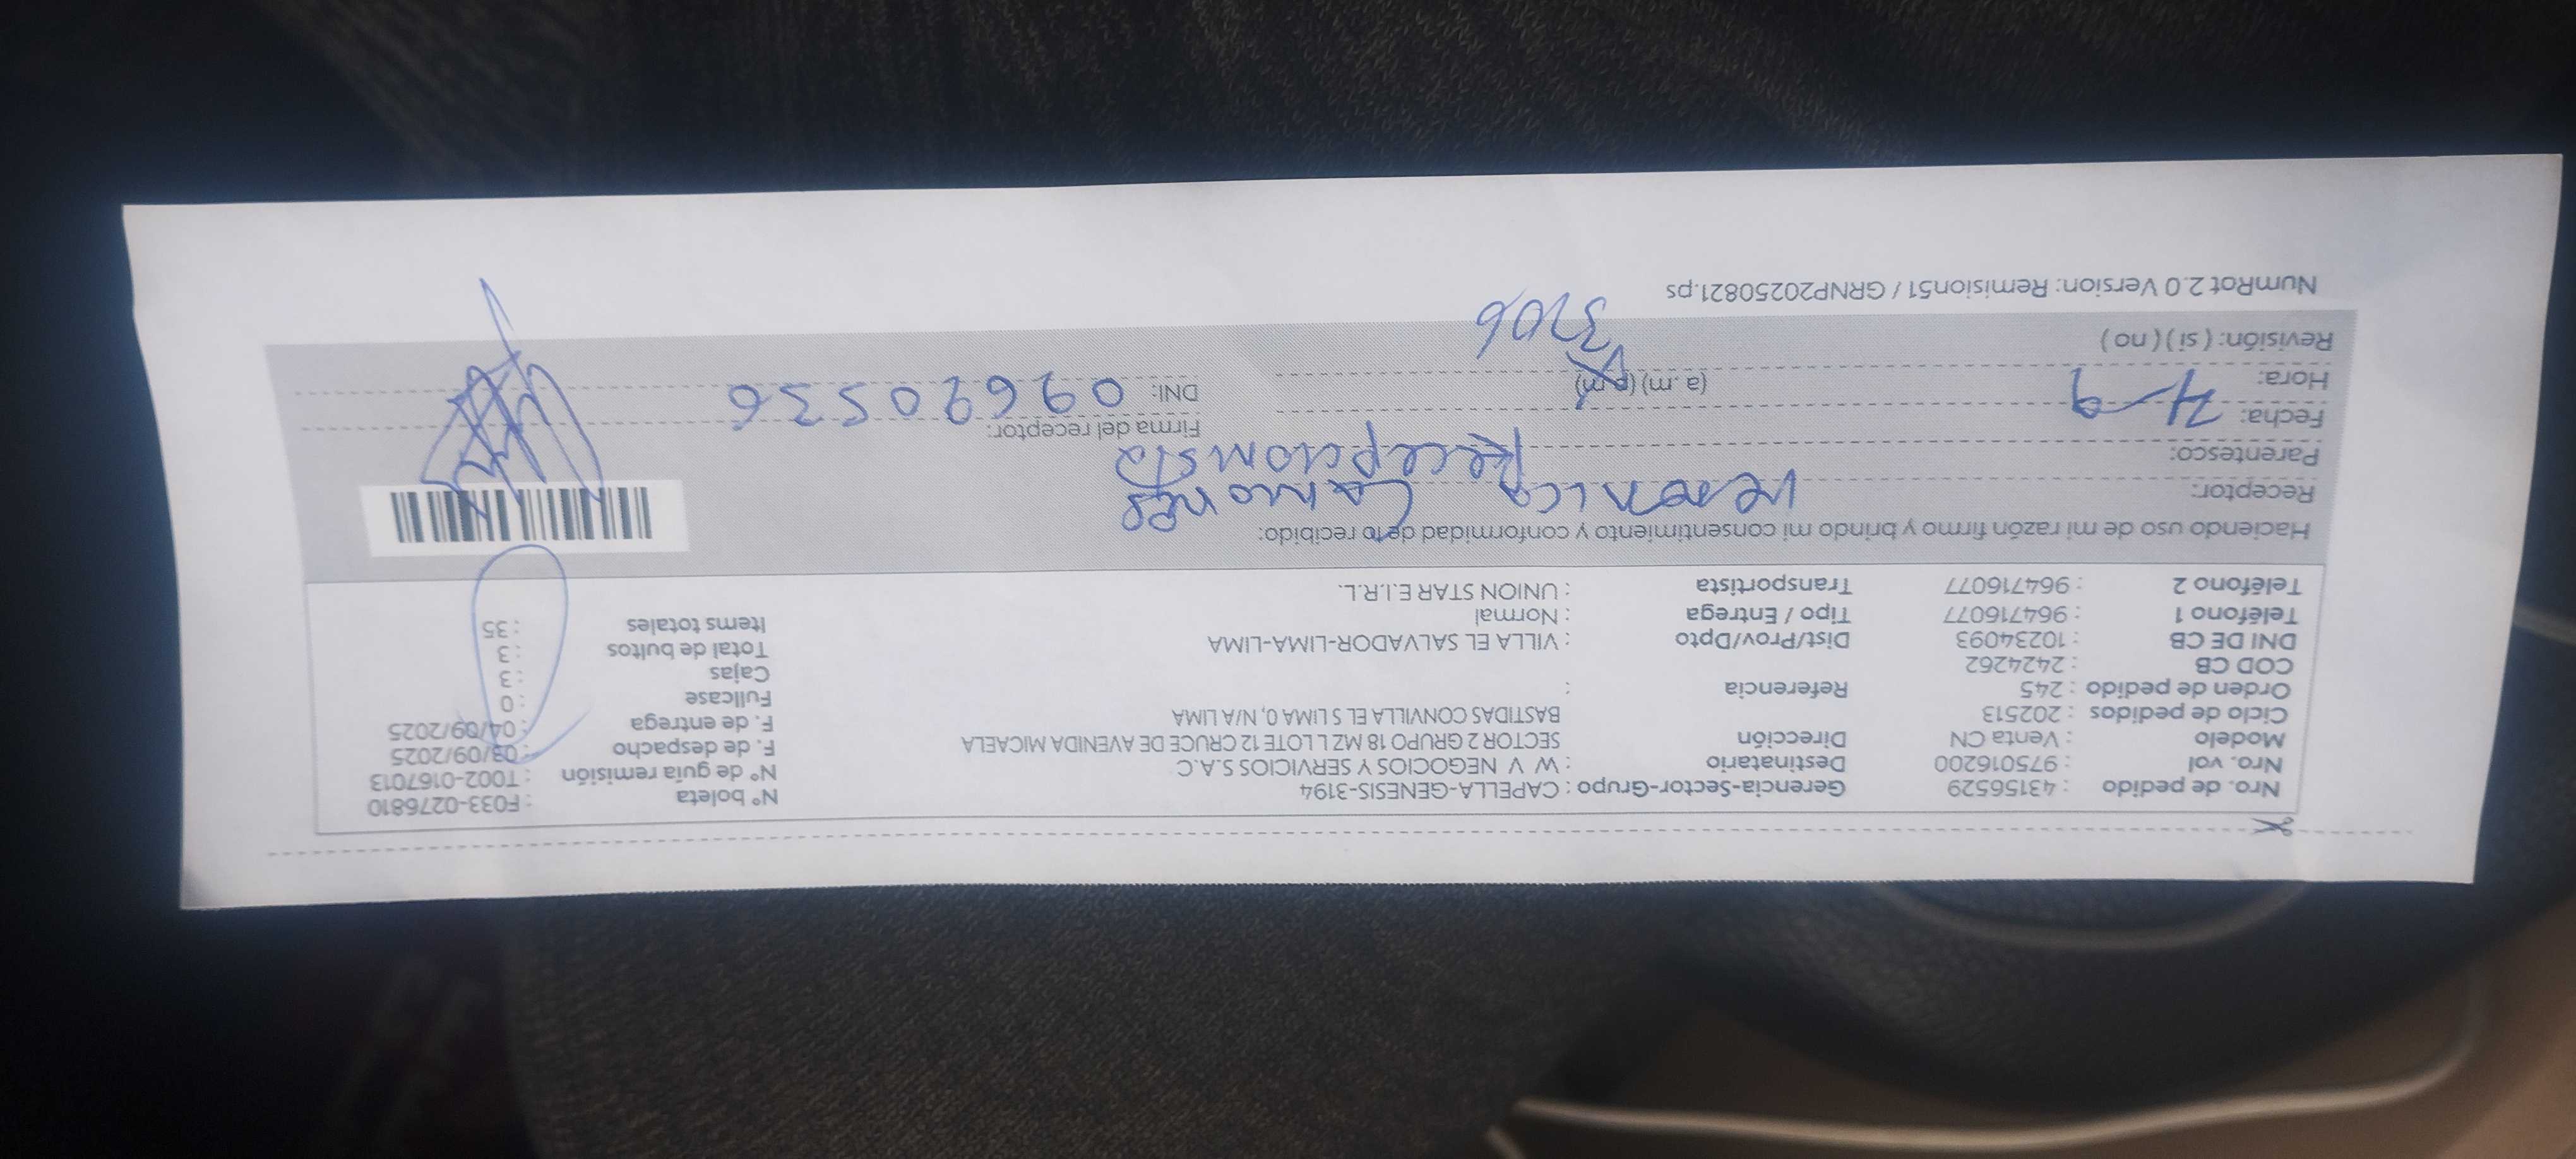 Nro. de pedido : 43156529 Gerencia-Sector-Grupo : CAPELLA-GENESIS-3194 N° boleta : F033-0276810
Nro. vol : 975016200 Destinatario : W V NEGOCIOS Y SERVICIOS S.A.C N° de guía remisión : T002-0167013
Modelo : Venta CN Dirección SECTOR 2 GRUPO 18 MZ L LOTE 12 CRUCE DE AVENIDA MICAELA F. de despacho : 03/09/2025
Ciclo de pedidos : 202513 BASTIDAS CON VILLA EL S LIMA 0, N/A LIMA F. de entrega : 04/09/2025
Orden de pedido : 245 Referencia : Fullcase : 0
COD CB : 2424262 Cajas : 3
DNI DE CB : 10234093 Dist/Prov/Dpto : VILLA EL SALVADOR-LIMA-LIMA Total de bultos : 3
Teléfono 1 : 964716077 Tipo / Entrega : Normal Items totales : 35
Teléfono 2 : 964716077 Transportista : UNION STAR E.I.R.L.
Haciendo uso de mi razón firmo y brindo mi consentimiento y conformidad de lo recibido:
Receptor: Veronica
Parentesco: Recepcionista
Fecha: 4-9 Firma del receptor:
Hora: (a.m) (p.m) DNI: 09690536
Revisión: ( si ) ( no )
3706
NumRot 2.0 Version: Remision51 / GRNP20250821.ps